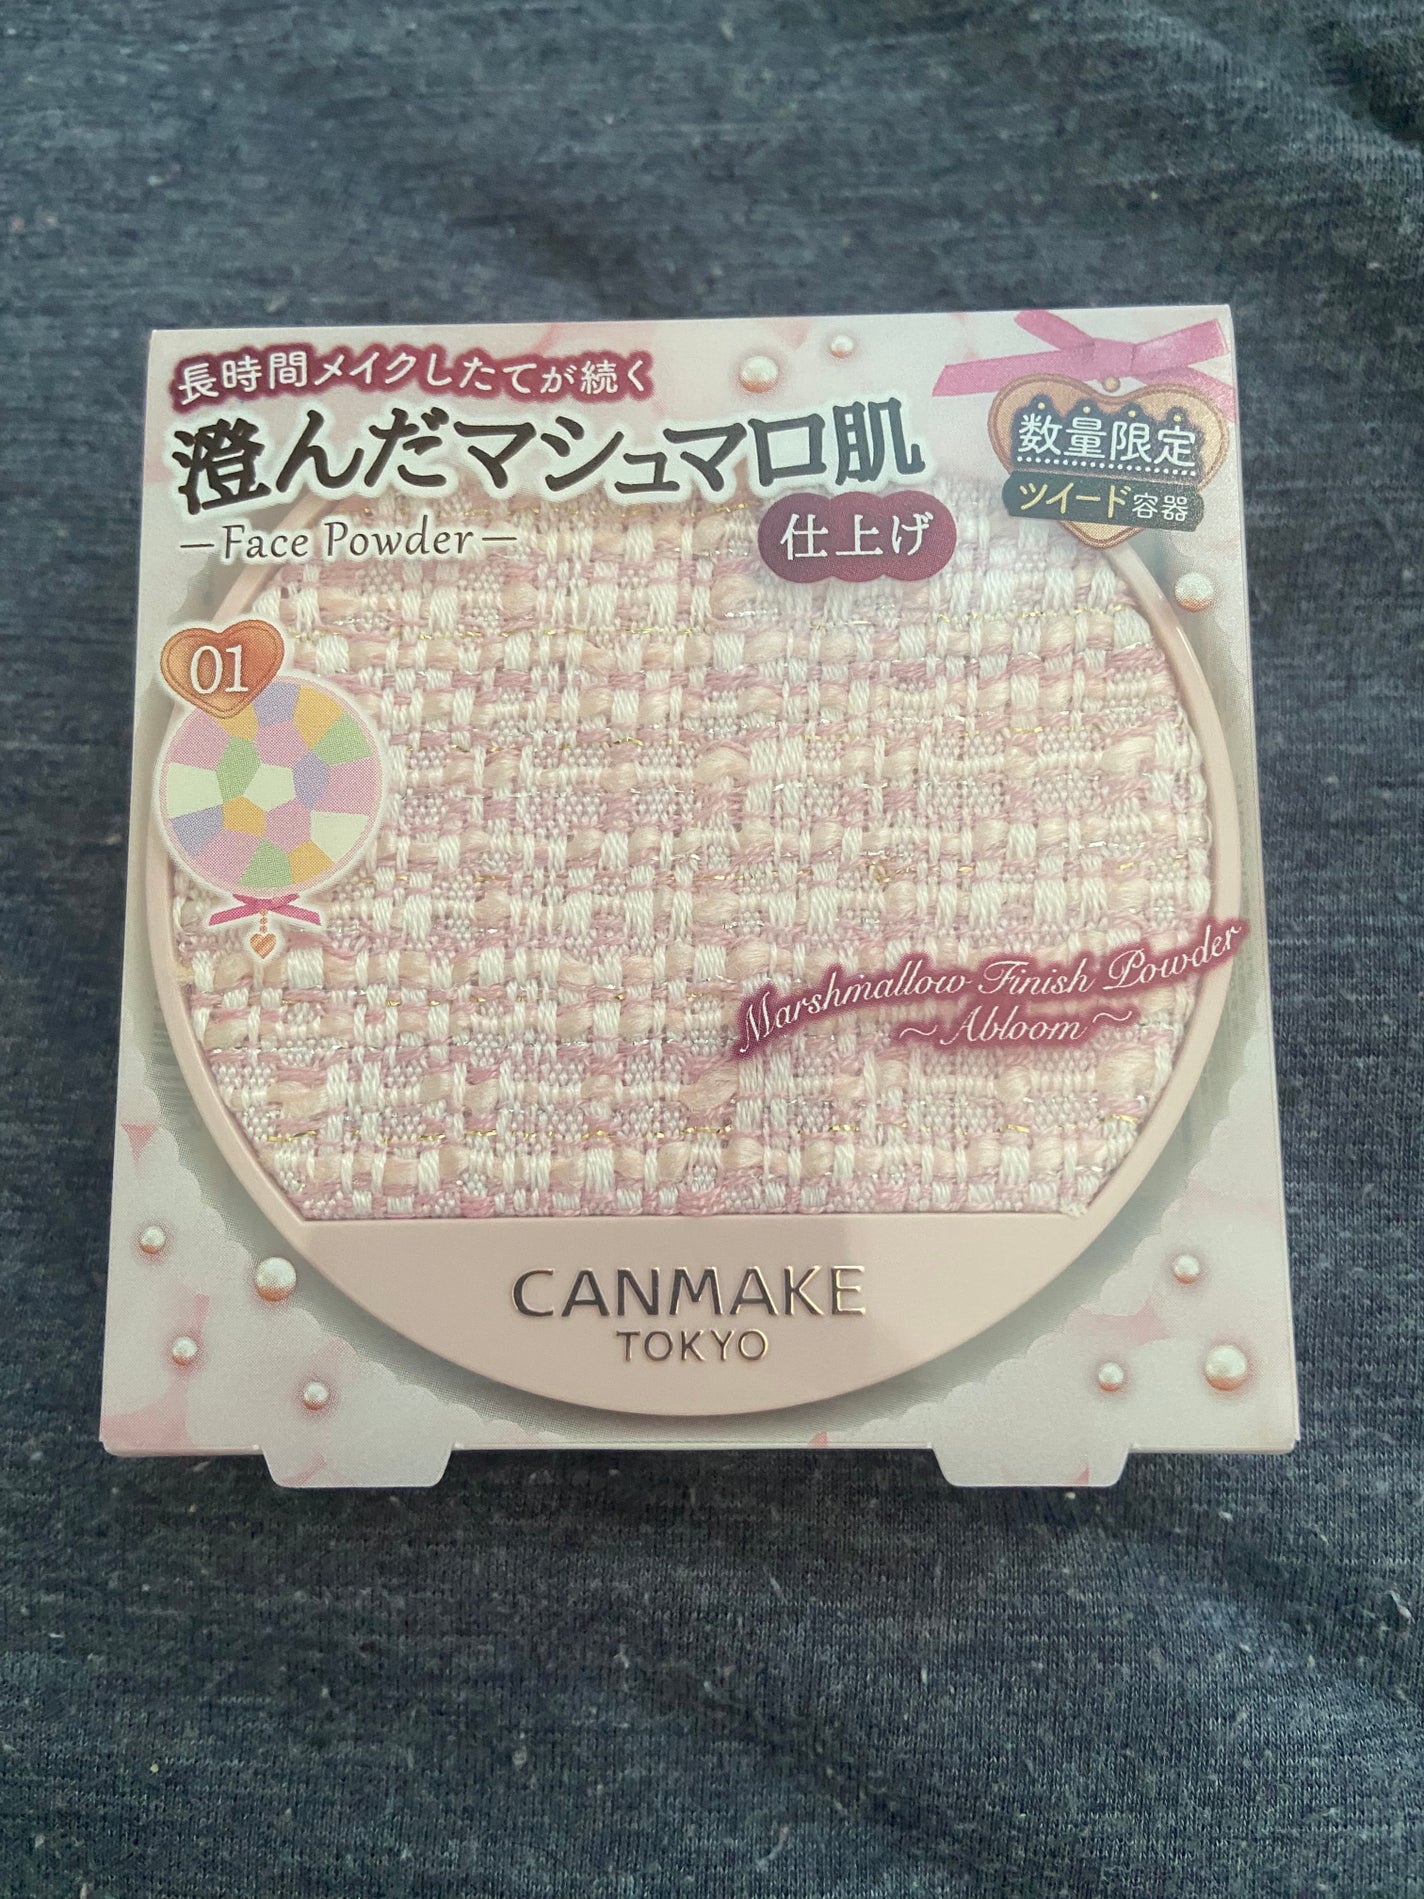 長時間メイクしたてが続く
澄んだマシュマロ肌
仕上げ
-Face Powder-
数量限定
ツイード容器
01
Marshmallow Finish Powder
~ Abloom ~
CANMAKE
TOKYO